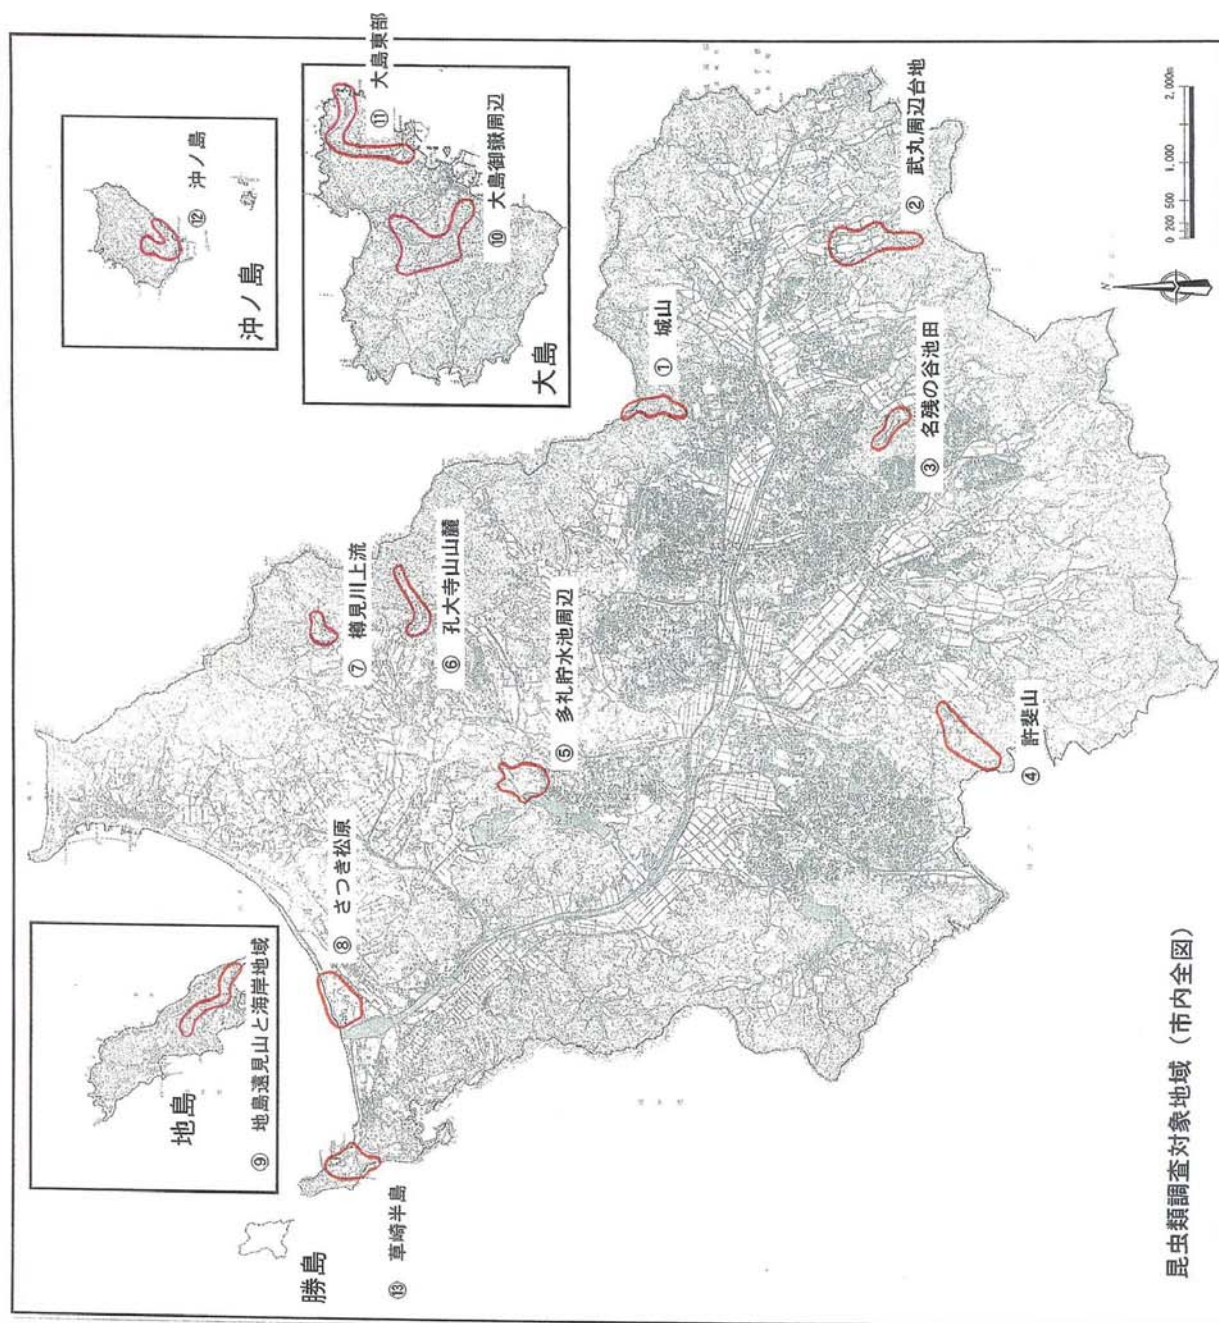 昆虫類調査対象地域（市内全図）
勝島
⑬ 草崎半島
地島
⑨ 地島遠見山と海岸地域
⑧ さつき松原
⑦ 樽見川上流
⑥ 孔大寺山山麓
⑤ 多礼貯水池周辺
④ 許斐山
沖ノ島
⑫ 沖ノ島
大島
⑪ 大島東部
⑩ 大島御嶽周辺
① 城山
② 武丸周辺台地
③ 名残の谷池田
N
0 200 500 1,000 2,000m